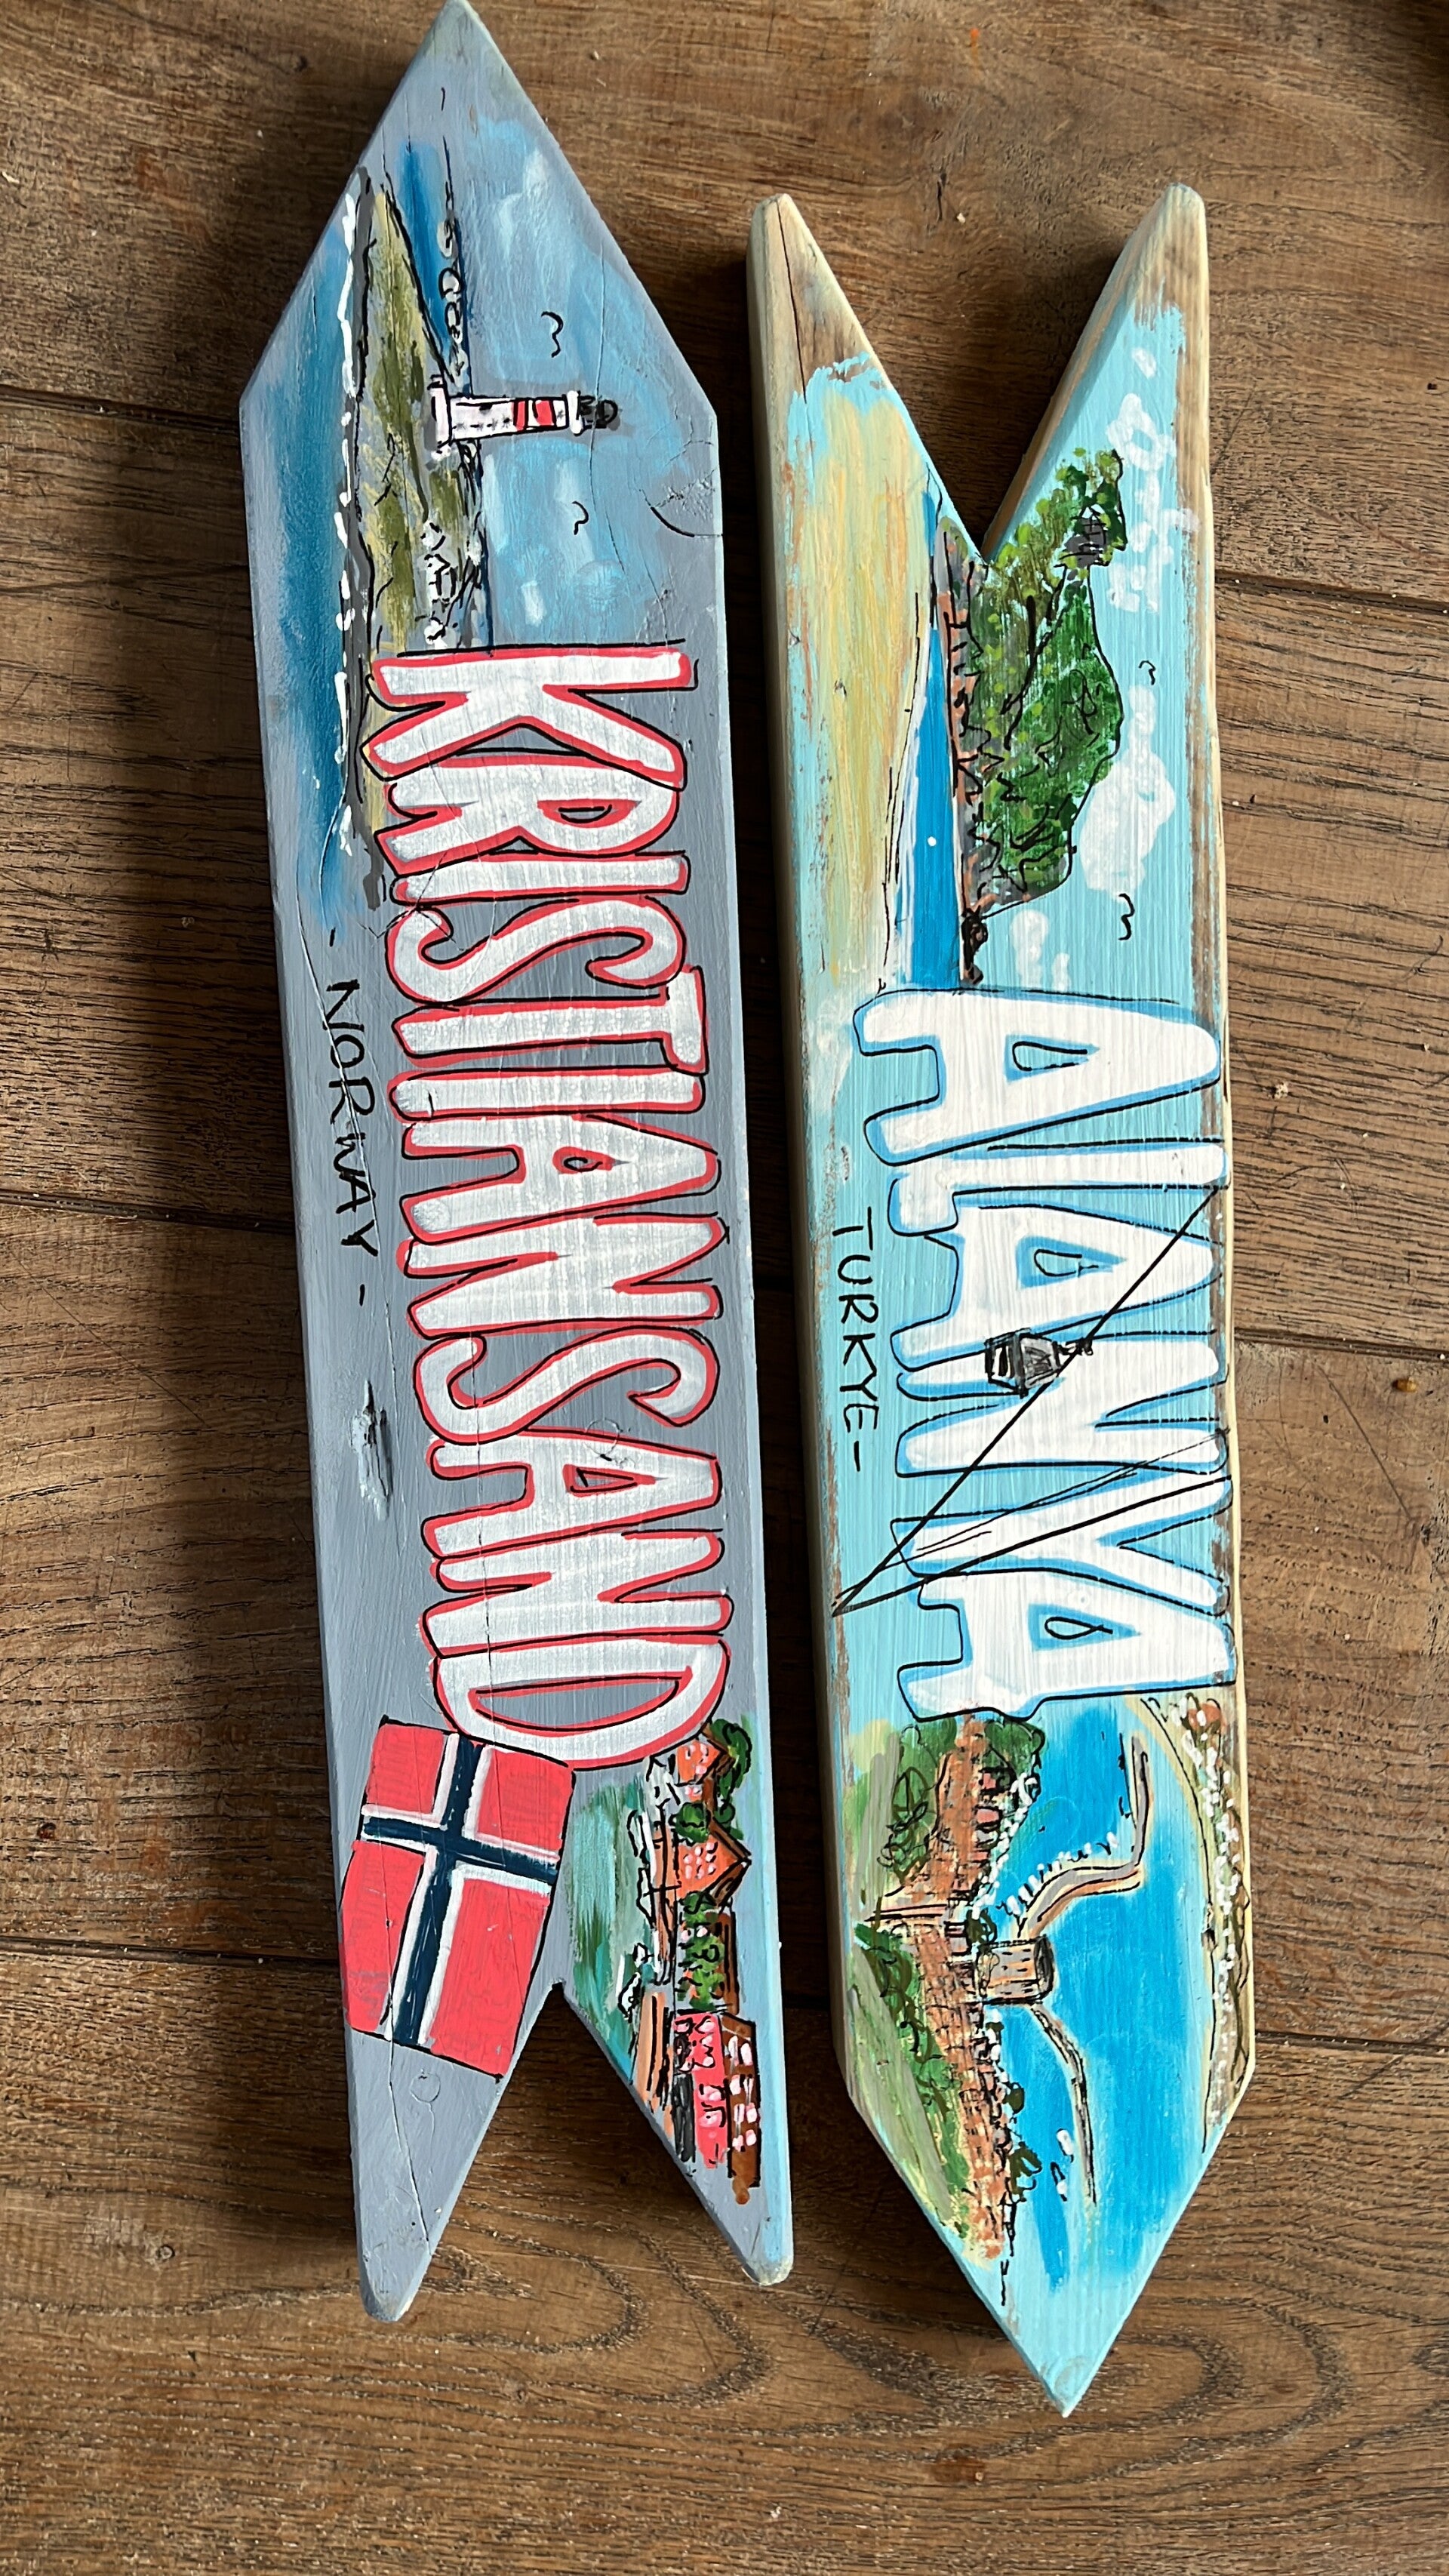 KRISTIANSAND
- NORWAY -
ALANYA
TURKYE -